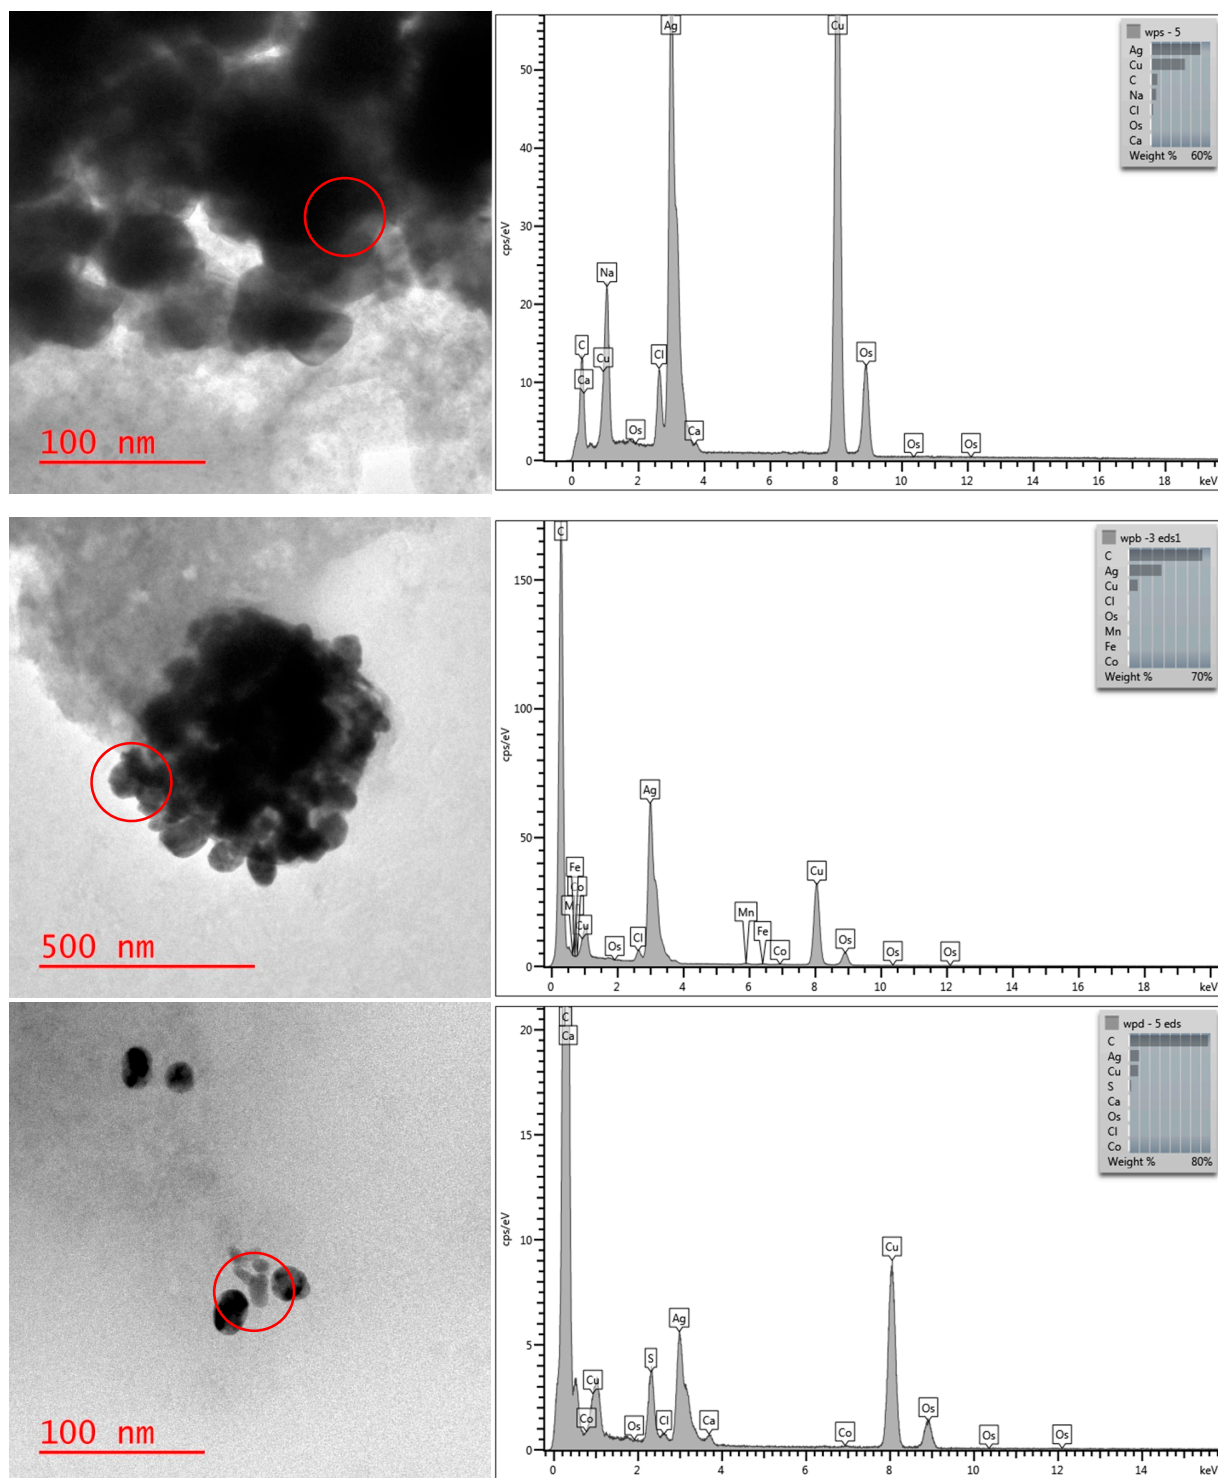 100 nm
cps/eV
50
40
30
20
10
0
Ag
Cu
Na
C
Cu
Ca
Cl
Os
Os
Ca
Os
Os
0 2 4 6 8 10 12 14 16 18 keV
wps - 5
Ag
Cu
C
Na
Cl
Os
Ca
Weight % 60%
500 nm
cps/eV
150
100
50
0
C
Ag
Fe
Co
M
Cu
Os
Cl
Mn
Fe
Co
Cu
Os
Os
Os
0 2 4 6 8 10 12 14 16 18 keV
wpb -3 eds1
C
Ag
Cu
Cl
Os
Mn
Fe
Co
Weight % 70%
100 nm
cps/eV
20
15
10
5
0
C
Ca
Cu
Co
Os
S
Cl
Ag
Ca
Co
Cu
Os
Os
Os
0 2 4 6 8 10 12 14 keV
wpd - 5 eds
C
Ag
Cu
S
Ca
Os
Cl
Co
Weight % 80%